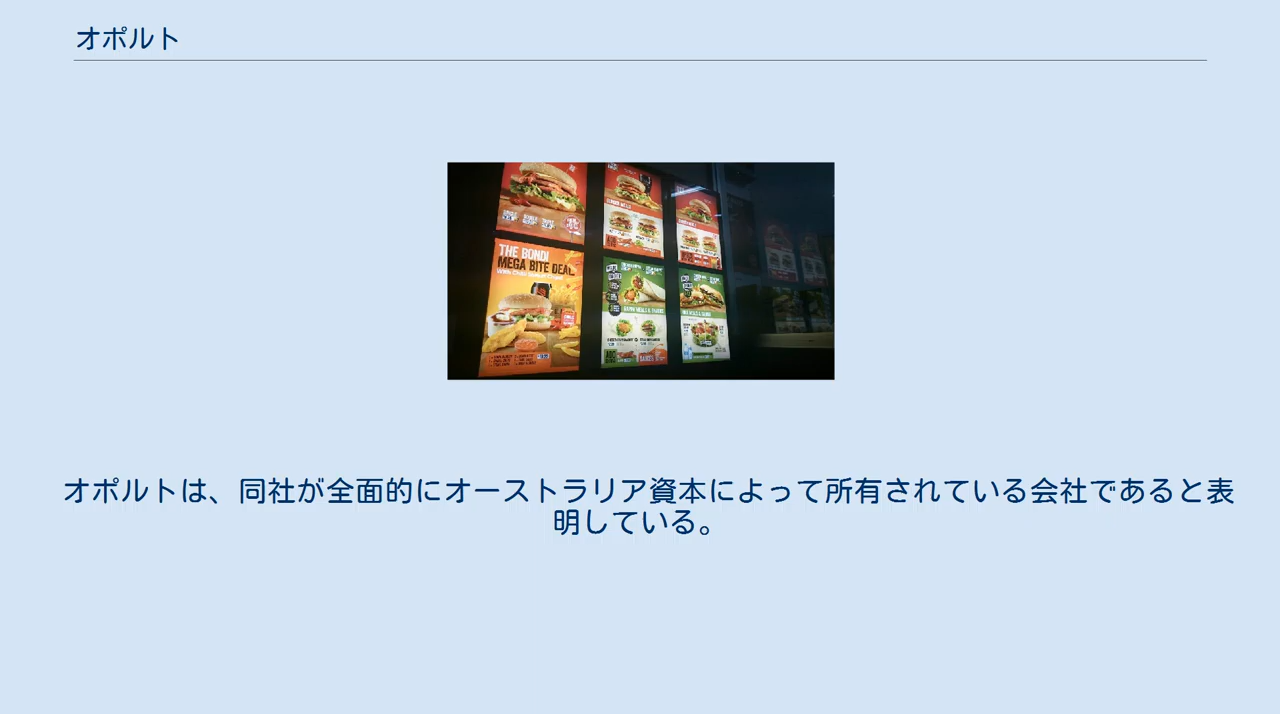 オポルト
THE BONDI
MEGA BITE DEAL
オポルトは、同社が全面的にオーストラリア資本によって所有されている会社であると表
明している。